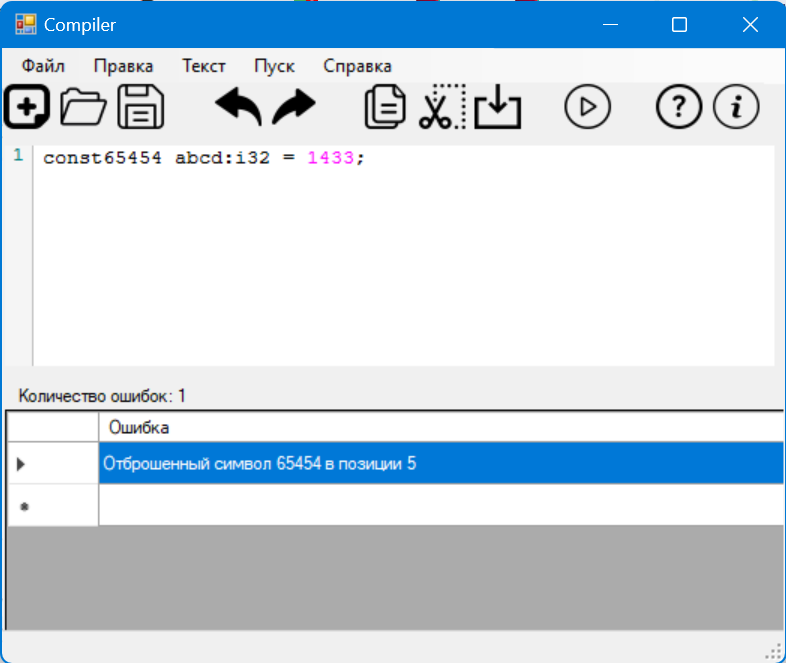 Compiler
Файл Правка Текст Пуск Справка
1 const65454 abcd:i32 = 1433;
Количество ошибок: 1
Ошибка
Отброшенный символ 65454 в позиции 5